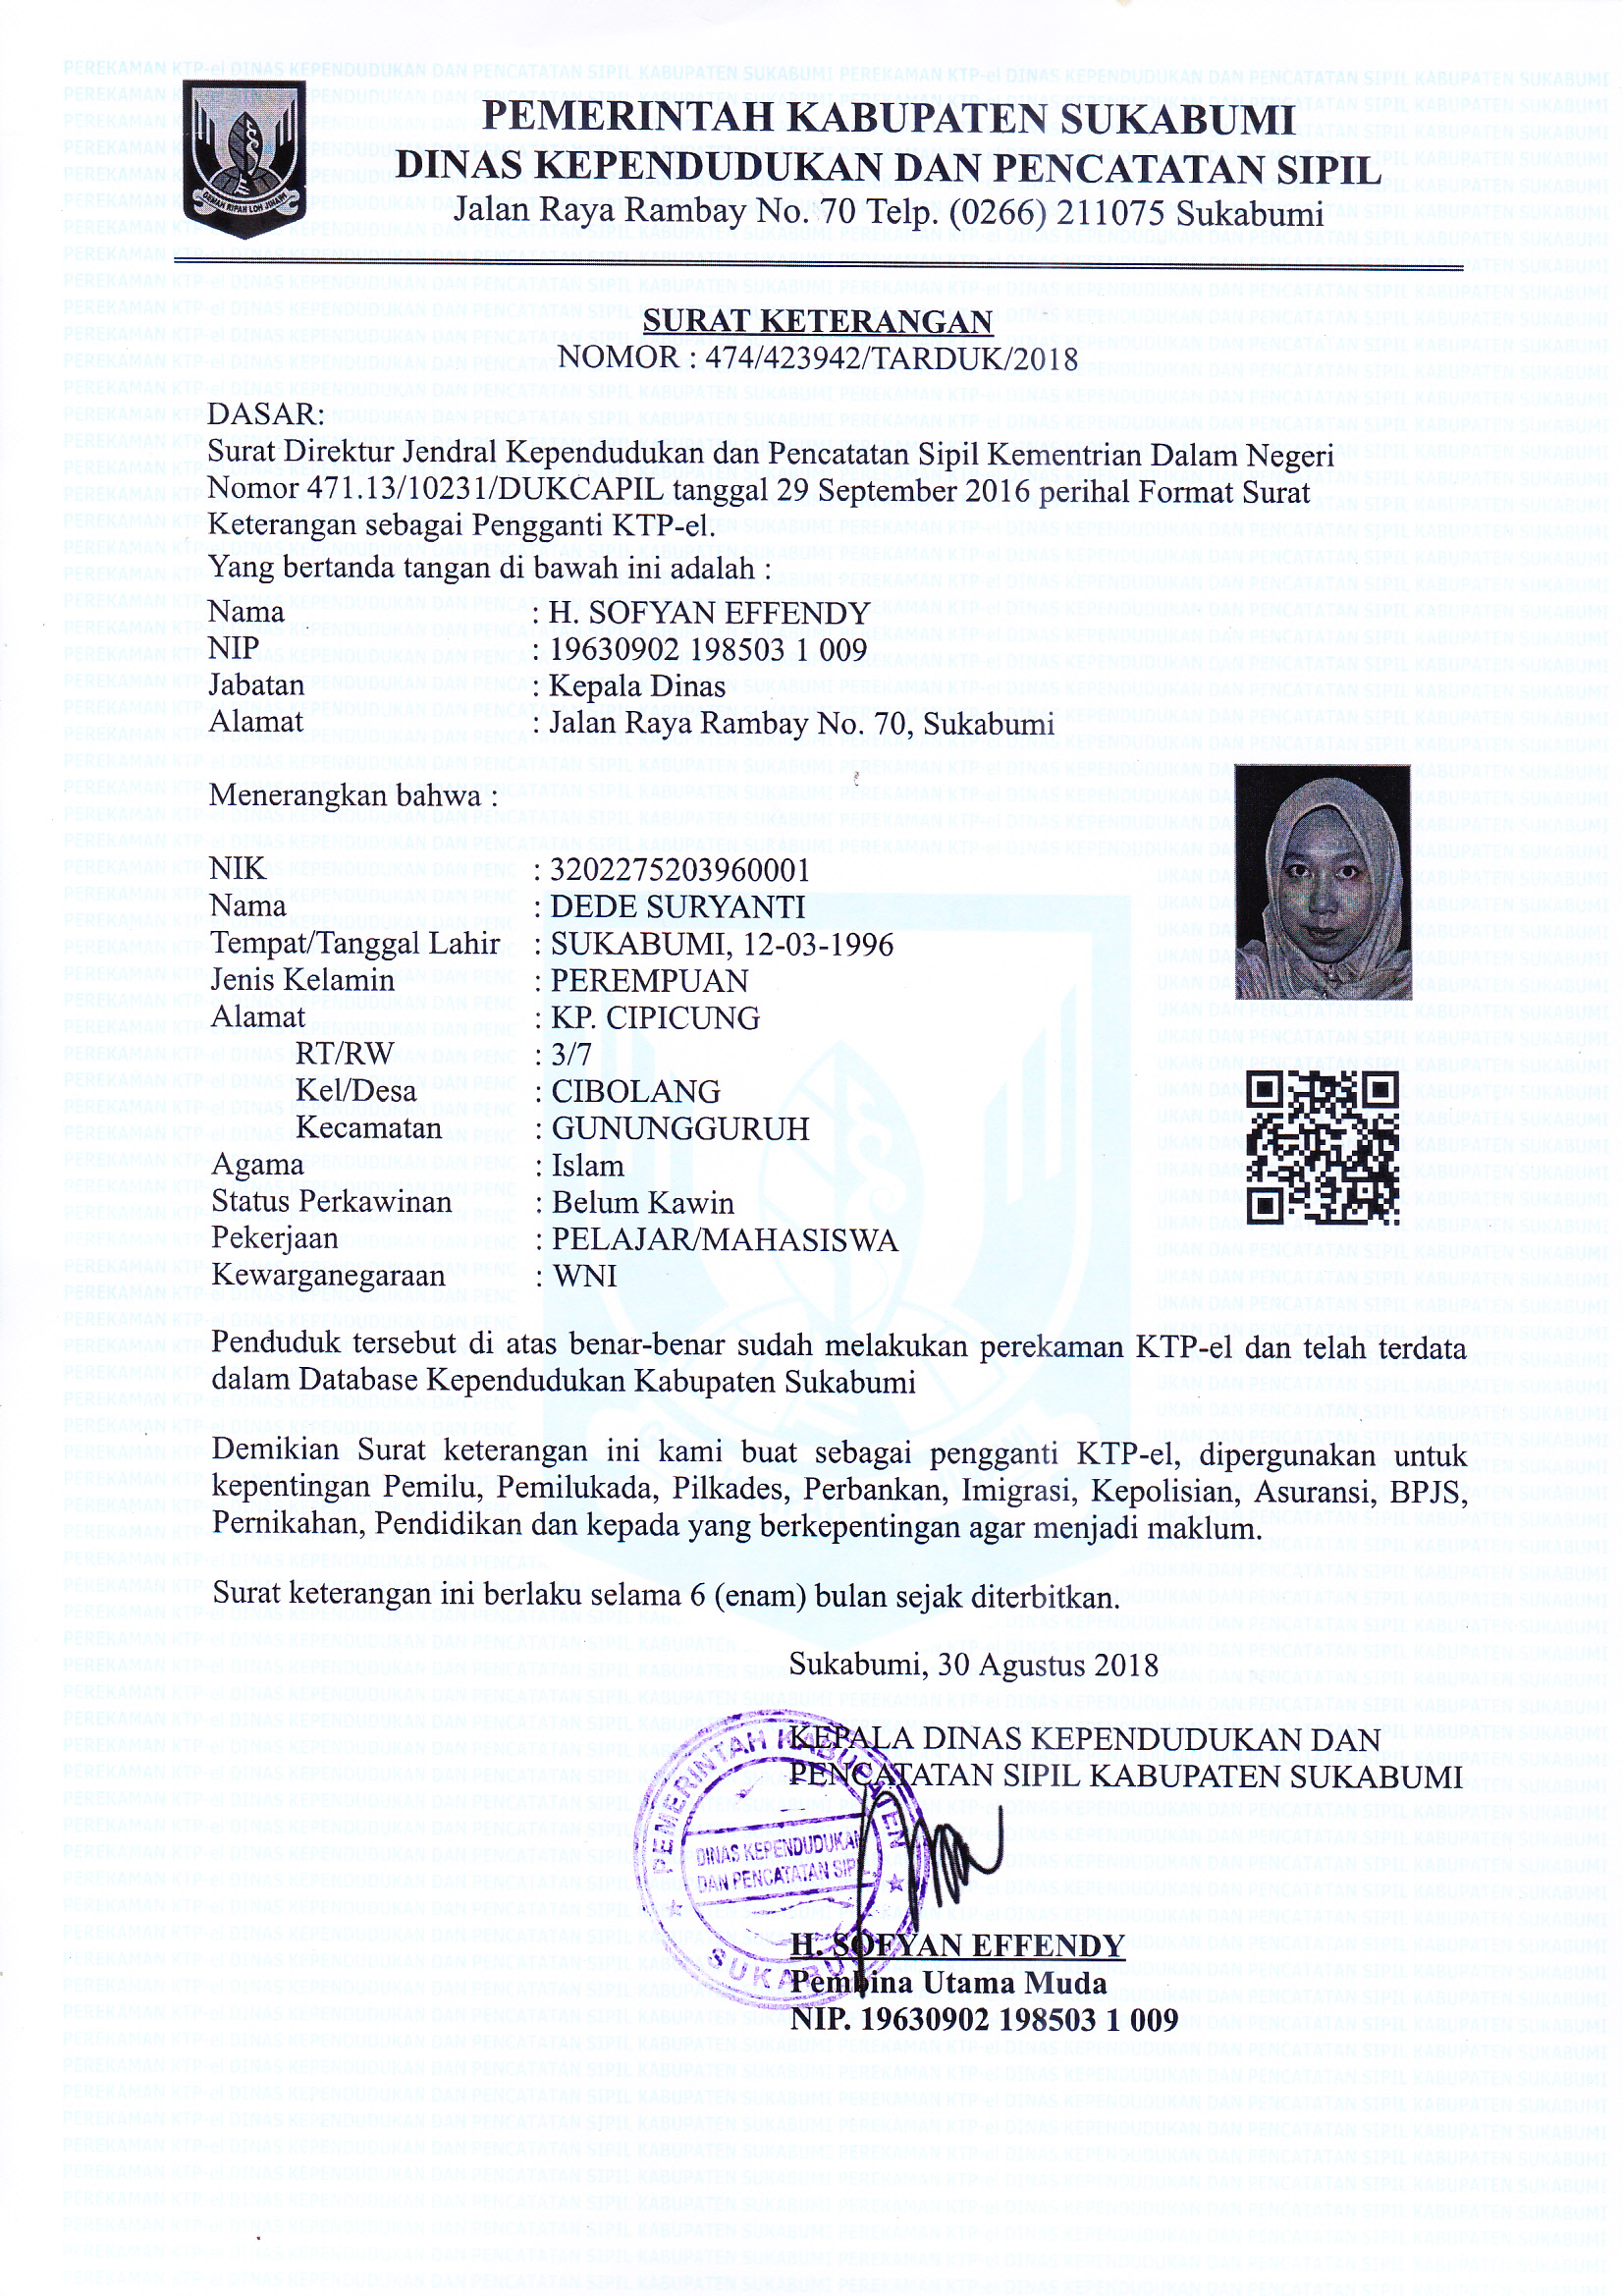 PEMERINTAH KABUPATEN SUKABUMI
DINAS KEPENDUDUKAN DAN PENCATATAN SIPIL
Jalan Raya Rambay No. 70 Telp. (0266) 211075 Sukabumi
GEMAH RIPAH LOH JINAWI
SURAT KETERANGAN
NOMOR : 474/423942/TARDUK/2018
DASAR:
Surat Direktur Jendral Kependudukan dan Pencatatan Sipil Kementrian Dalam Negeri
Nomor 471.13/10231/DUKCAPIL tanggal 29 September 2016 perihal Format Surat
Keterangan sebagai Pengganti KTP-el.
Yang bertanda tangan di bawah ini adalah :
Nama : H. SOFYAN EFFENDY
NIP : 19630902 198503 1 009
Jabatan : Kepala Dinas
Alamat : Jalan Raya Rambay No. 70, Sukabumi
Menerangkan bahwa :
NIK : 3202275203960001
Nama : DEDE SURYANTI
Tempat/Tanggal Lahir : SUKABUMI, 12-03-1996
Jenis Kelamin : PEREMPUAN
Alamat : KP. CIPICUNG
RT/RW : 3/7
Kel/Desa : CIBOLANG
Kecamatan : GUNUNGGURUH
Agama : Islam
Status Perkawinan : Belum Kawin
Pekerjaan : PELAJAR/MAHASISWA
Kewarganegaraan : WNI
Penduduk tersebut di atas benar-benar sudah melakukan perekaman KTP-el dan telah terdata
dalam Database Kependudukan Kabupaten Sukabumi
Demikian Surat keterangan ini kami buat sebagai pengganti KTP-el, dipergunakan untuk
kepentingan Pemilu, Pemilukada, Pilkades, Perbankan, Imigrasi, Kepolisian, Asuransi, BPJS,
Pernikahan, Pendidikan dan kepada yang berkepentingan agar menjadi maklum.
Surat keterangan ini berlaku selama 6 (enam) bulan sejak diterbitkan.
Sukabumi, 30 Agustus 2018
KEPALA DINAS KEPENDUDUKAN DAN
PENCATATAN SIPIL KABUPATEN SUKABUMI
PEMERINTAH KABUPATEN
DINAS KEPENDUDUKAN
DAN PENCATATAN SIPIL
SUKABUMI
H. SOFYAN EFFENDY
Pembina Utama Muda
NIP. 19630902 198503 1 009